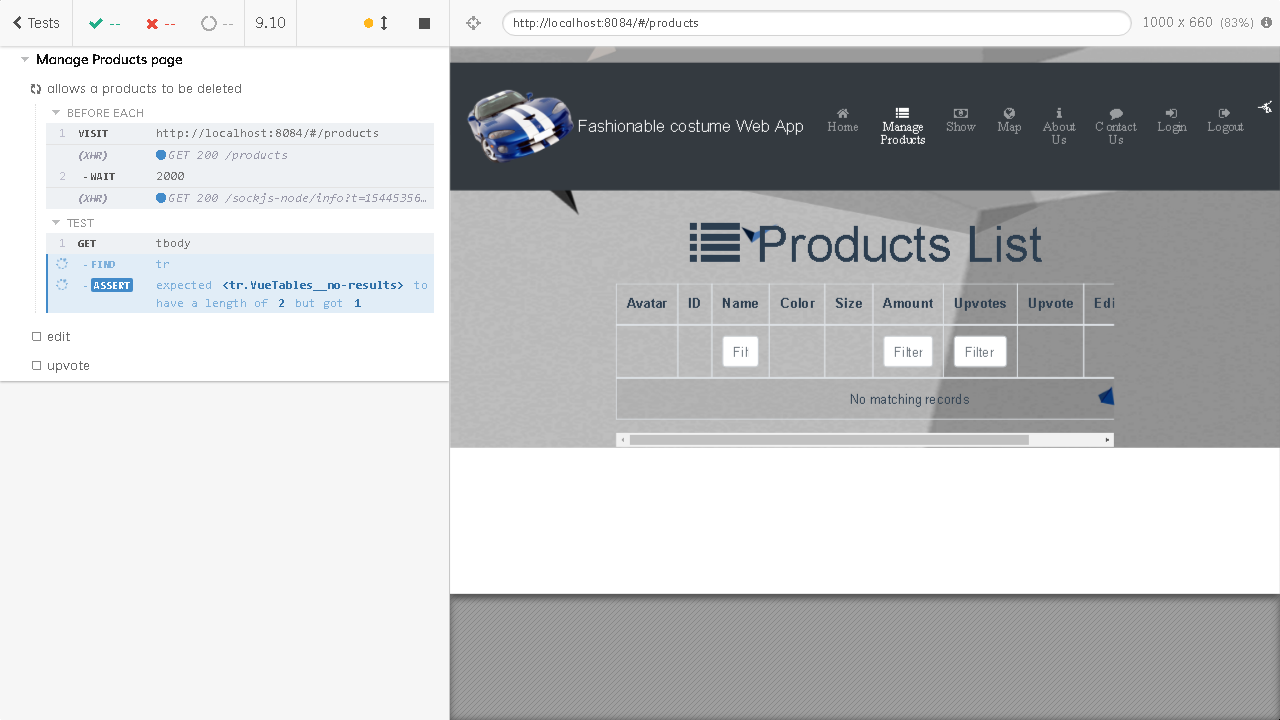 Tests
--
--
--
9.10
http://localhost:8084/#/products
1000 x 660 (83%)
Manage Products page
allows a products to be deleted
BEFORE EACH
1 VISIT http://localhost:8084/#/products
(XHR) GET 200 /products
2 -WAIT 2000
(XHR) GET 200 /sockjs-node/info?t=15445356…
TEST
1 GET tbody
-FIND tr
-ASSERT expected <tr.VueTables__no-results> to
have a length of 2 but got 1
edit
upvote
Fashionable costume Web App
Home
Manage
Products
Show
Map
About
Us
Contact
Us
Login
Logout
Products List
Avatar ID Name Color Size Amount Upvotes Upvote Edi
Filt Filter Filter
No matching records